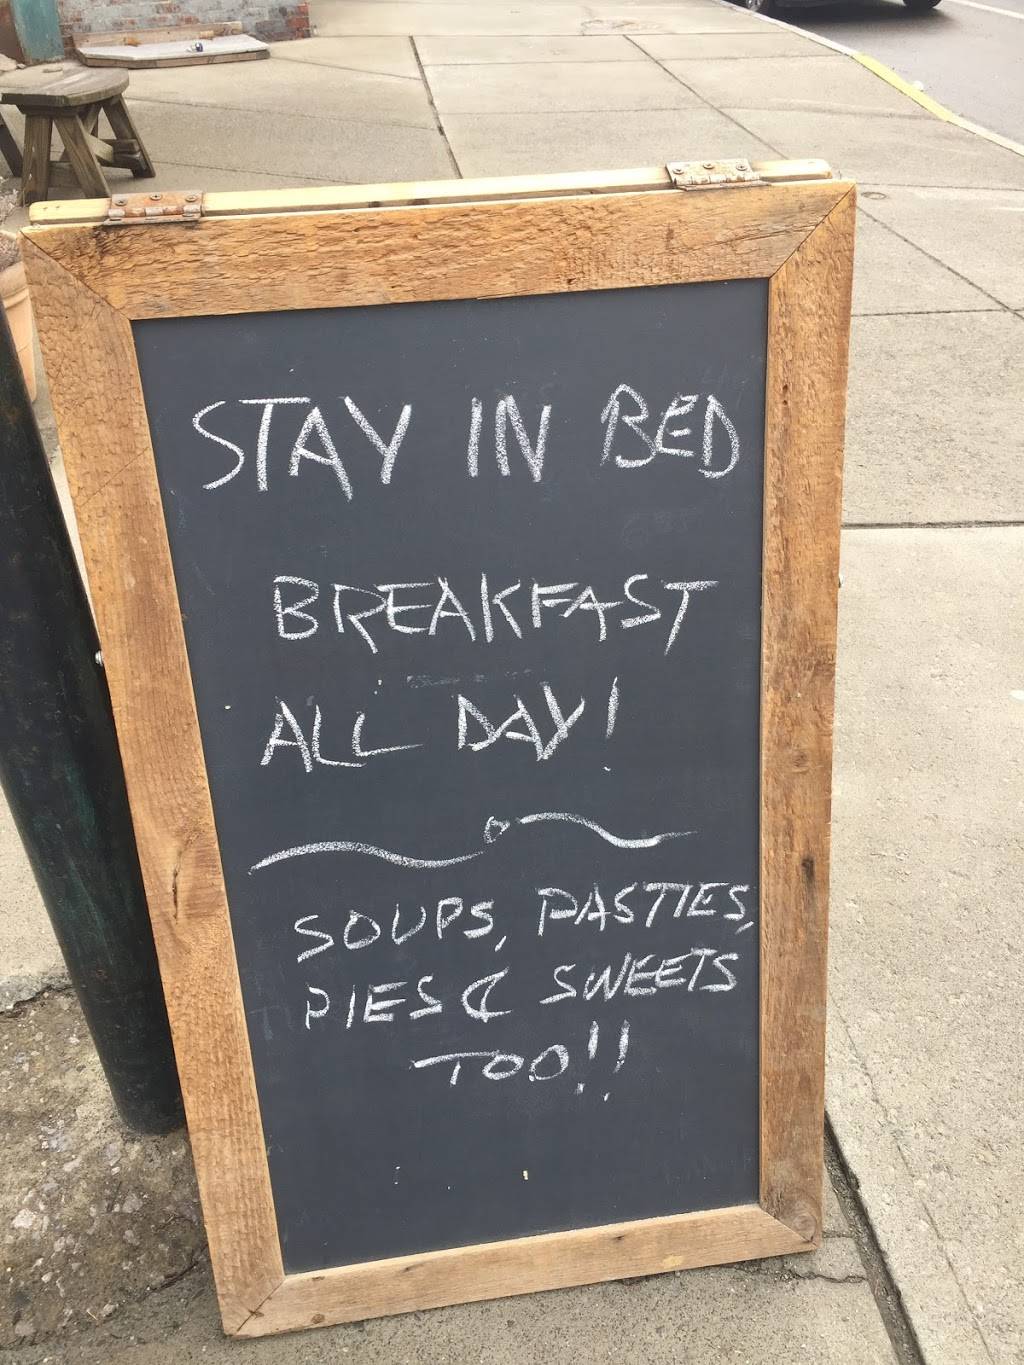 STAY IN BED
BREAKFAST
ALL DAY!
SOUPS, PASTIES,
PIES & SWEETS
TOO!!